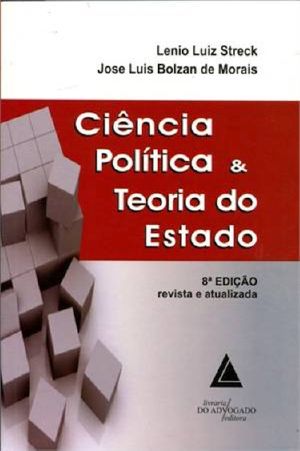 Lenio Luiz Streck
Jose Luis Bolzan de Morais
Ciência
Política &
Teoria do
Estado
8ª EDIÇÃO
revista e atualizada
livraria
DO ADVOGADO
editora